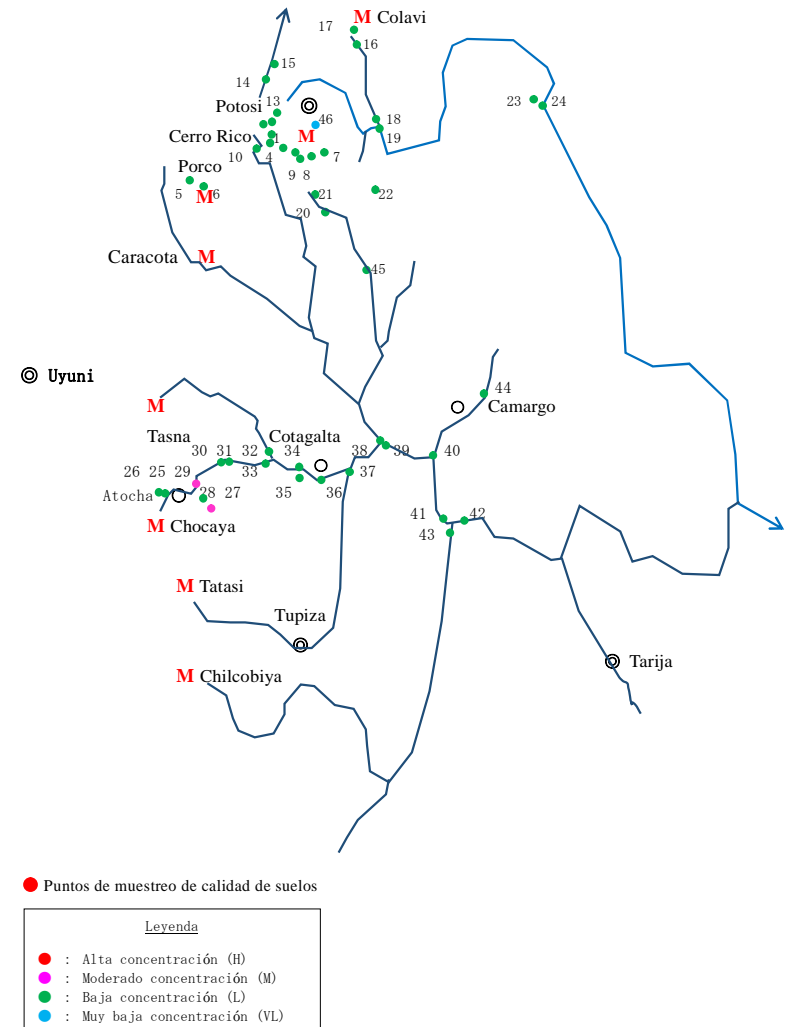 17 M Colavi
16
15
14
13
Potosi
46
18
23 24
Cerro Rico 1 M
19
10 4 7
Porco 9 8
5 6 21 22
M
20
Caracota M
45
Uyuni
44
M Camargo
Tasna Cotagalta
30 31 32 34 38 39 40
26 25 29 33 37
Atocha 28 27 35 36
41 42
M Chocaya
43
M Tatasi
Tupiza
Tarija
M Chilcobiya
Puntos de muestreo de calidad de suelos
Leyenda
: Alta concentración (H)
: Moderado concentración (M)
: Baja concentración (L)
: Muy baja concentración (VL)